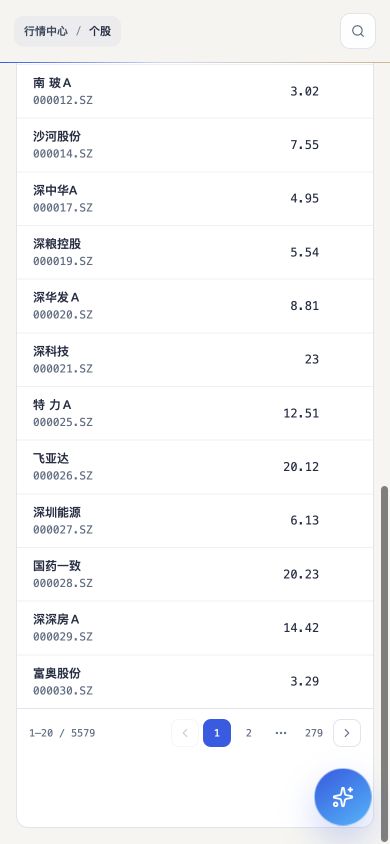 行情中心 / 个股
南 玻Ａ
000012.SZ
3.02
沙河股份
000014.SZ
7.55
深中华A
000017.SZ
4.95
深粮控股
000019.SZ
5.54
深华发Ａ
000020.SZ
8.81
深科技
000021.SZ
23
特 力Ａ
000025.SZ
12.51
飞亚达
000026.SZ
20.12
深圳能源
000027.SZ
6.13
国药一致
000028.SZ
20.23
深深房Ａ
000029.SZ
14.42
富奥股份
000030.SZ
3.29
1—20 / 5579
1 2 ••• 279